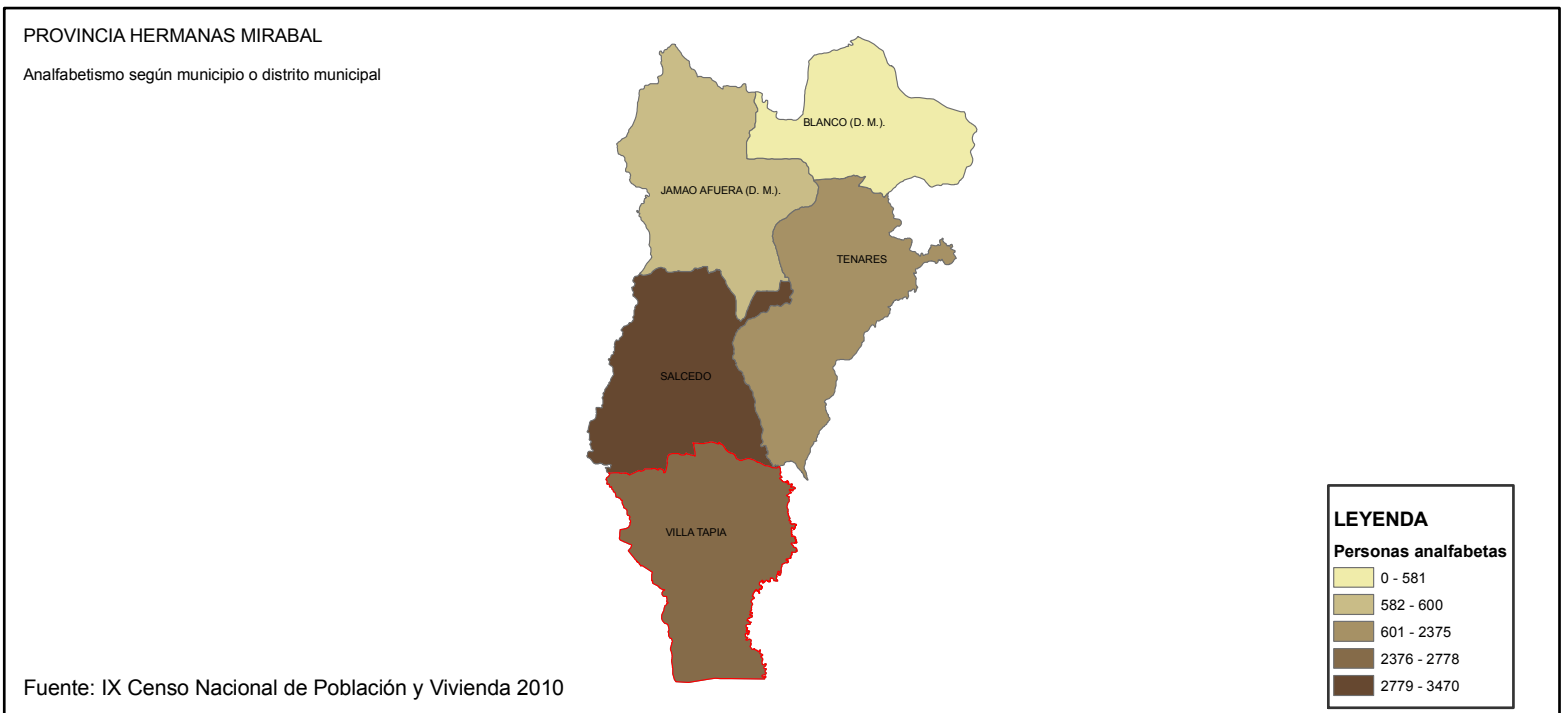 PROVINCIA HERMANAS MIRABAL
Analfabetismo según municipio o distrito municipal
BLANCO (D. M.).
JAMAO AFUERA (D. M.).
TENARES
SALCEDO
VILLA TAPIA
LEYENDA
Personas analfabetas
0 - 581
582 - 600
601 - 2375
2376 - 2778
2779 - 3470
Fuente: IX Censo Nacional de Población y Vivienda 2010